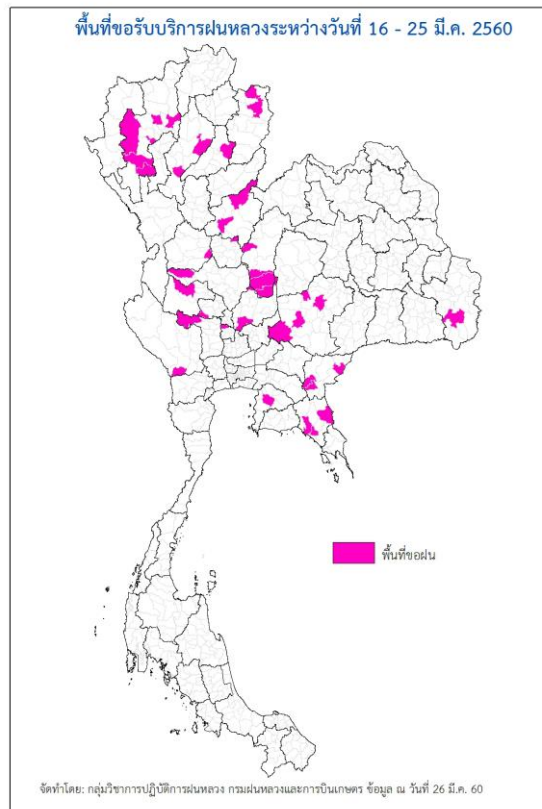 พื้นที่ขอรับบริการฝนหลวงระหว่างวันที่ 16 - 25 มี.ค. 2560
พื้นที่ขอฝน
จัดทำโดย: กลุ่มวิชาการปฏิบัติการฝนหลวง กรมฝนหลวงและการบินเกษตร ข้อมูล ณ วันที่ 26 มี.ค. 60